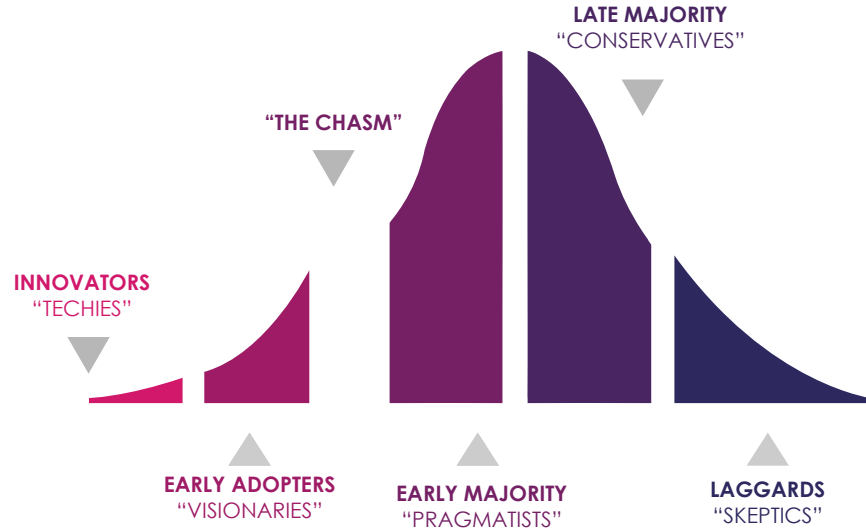 LATE MAJORITY
“CONSERVATIVES”
“THE CHASM”
INNOVATORS
“TECHIES”
EARLY ADOPTERS
“VISIONARIES”
EARLY MAJORITY
“PRAGMATISTS”
LAGGARDS
“SKEPTICS”